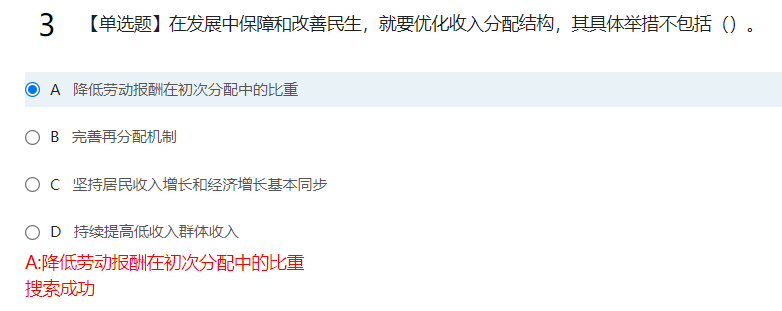 3 【单选题】在发展中保障和改善民生，就要优化收入分配结构，其具体举措不包括（）。
A 降低劳动报酬在初次分配中的比重
B 完善再分配机制
C 坚持居民收入增长和经济增长基本同步
D 持续提高低收入群体收入
A:降低劳动报酬在初次分配中的比重
搜索成功